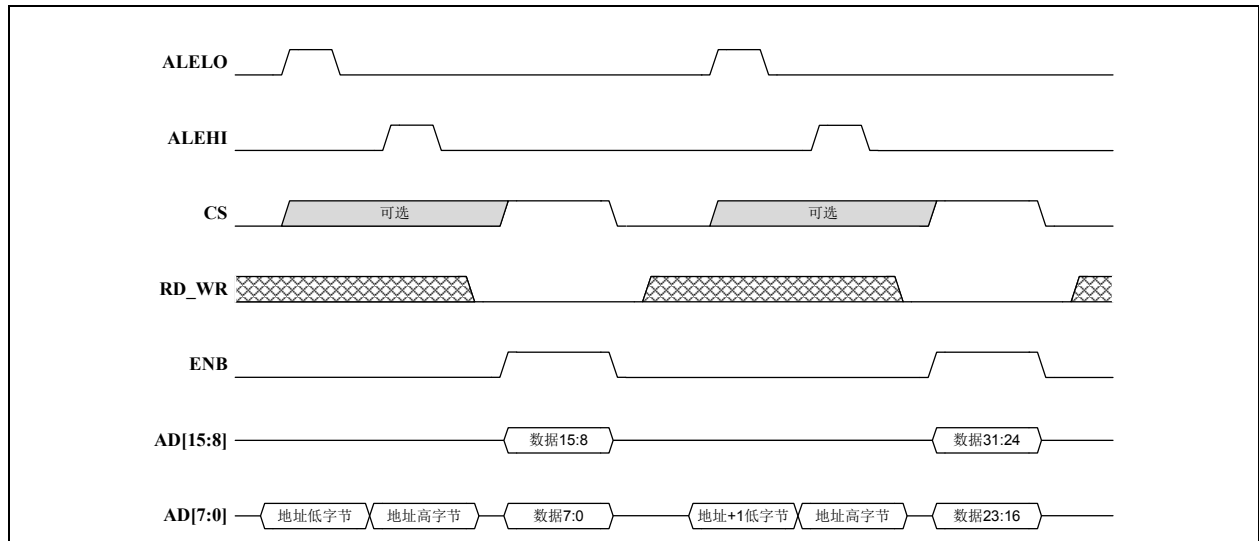 ALELO
ALEHI
CS 可选 可选
RD_WR
ENB
AD[15:8] 数据15:8 数据31:24
AD[7:0] 地址低字节 地址高字节 数据7:0 地址+1低字节 地址高字节 数据23:16